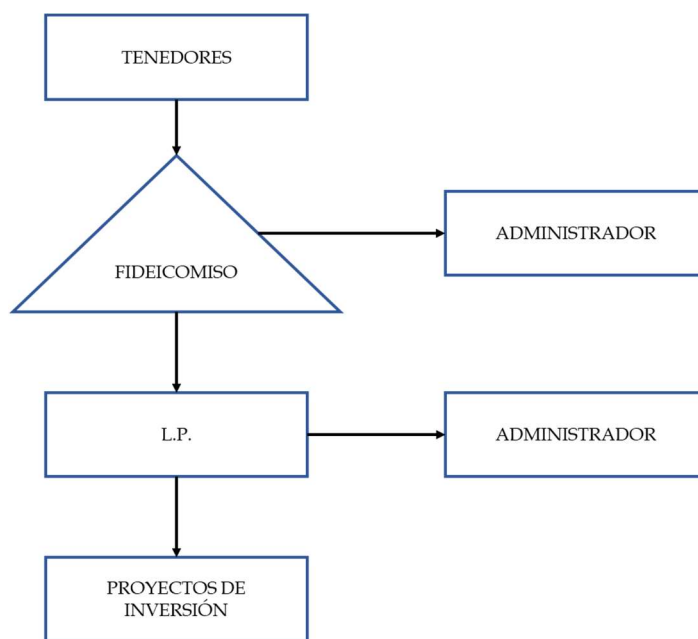 TENEDORES
FIDEICOMISO
ADMINISTRADOR
L.P.
ADMINISTRADOR
PROYECTOS DE
INVERSIÓN